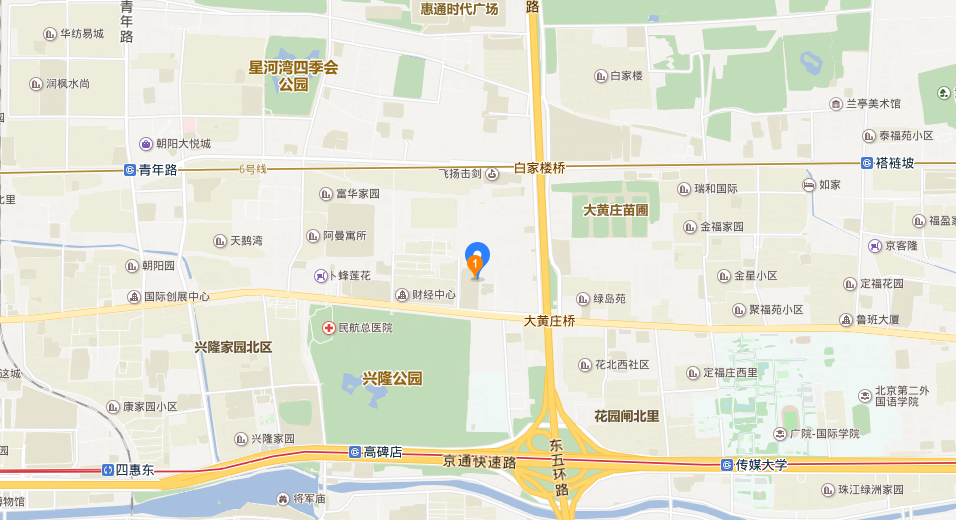 惠通时代广场
路
青年路
华纺易城
星河湾四季会
公园
润枫水尚
白家楼
兰亭美术馆
泰福苑小区
朝阳大悦城
青年路
6号线
飞扬击剑
白家楼桥
褡裢坡
富华家园
瑞和国际
如家
大黄庄苗圃
福盈家
金福家园
天鹅湾
阿曼寓所
京客隆
1
朝阳园
卜蜂莲花
金星小区
定福花园
国际创展中心
财经中心
绿岛苑
聚福苑小区
鲁班大厦
大黄庄桥
民航总医院
兴隆家园北区
花北西社区
定福庄西里
兴隆公园
北京第二外
国语学院
康家园小区
花园闸北里
广院-国际学院
兴隆家园
高碑店
京通快速路
东五环路
四惠东
传媒大学
将军庙
珠江绿洲家园
博物馆